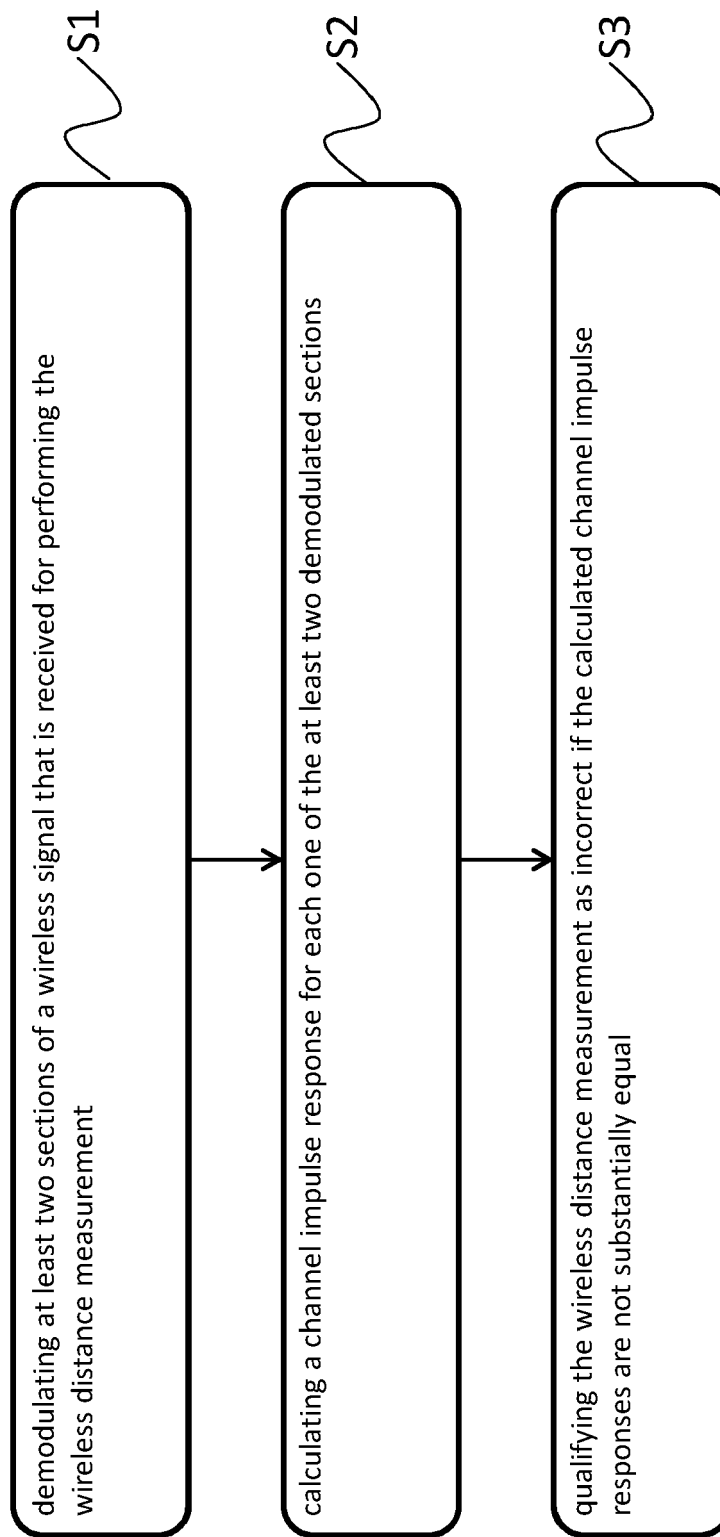 demodulating at least two sections of a wireless signal that is received for performing the
wireless distance measurement
S1
calculating a channel impulse response for each one of the at least two demodulated sections
S2
qualifying the wireless distance measurement as incorrect if the calculated channel impulse
responses are not substantially equal
S3